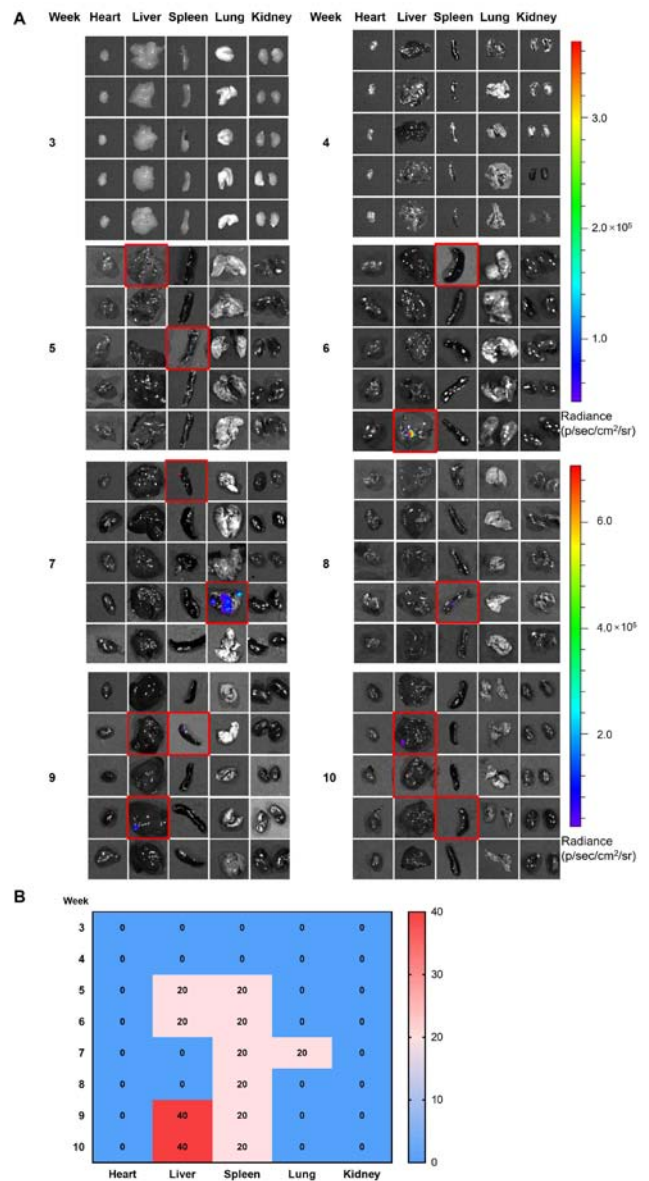 A
Week Heart Liver Spleen Lung Kidney
Week Heart Liver Spleen Lung Kidney
3
4
3.0
2.0 ×10⁵
1.0
5
6
Radiance
(p/sec/cm²/sr)
7
8
6.0
4.0 ×10⁵
2.0
9
10
Radiance
(p/sec/cm²/sr)
B
Week
3 0 0 0 0 0
4 0 0 0 0 0
5 0 20 20 0 0
6 0 20 20 0 0
7 0 0 20 20 0
8 0 0 20 0 0
9 0 40 20 0 0
10 0 40 20 0 0
Heart Liver Spleen Lung Kidney
40
30
20
10
0